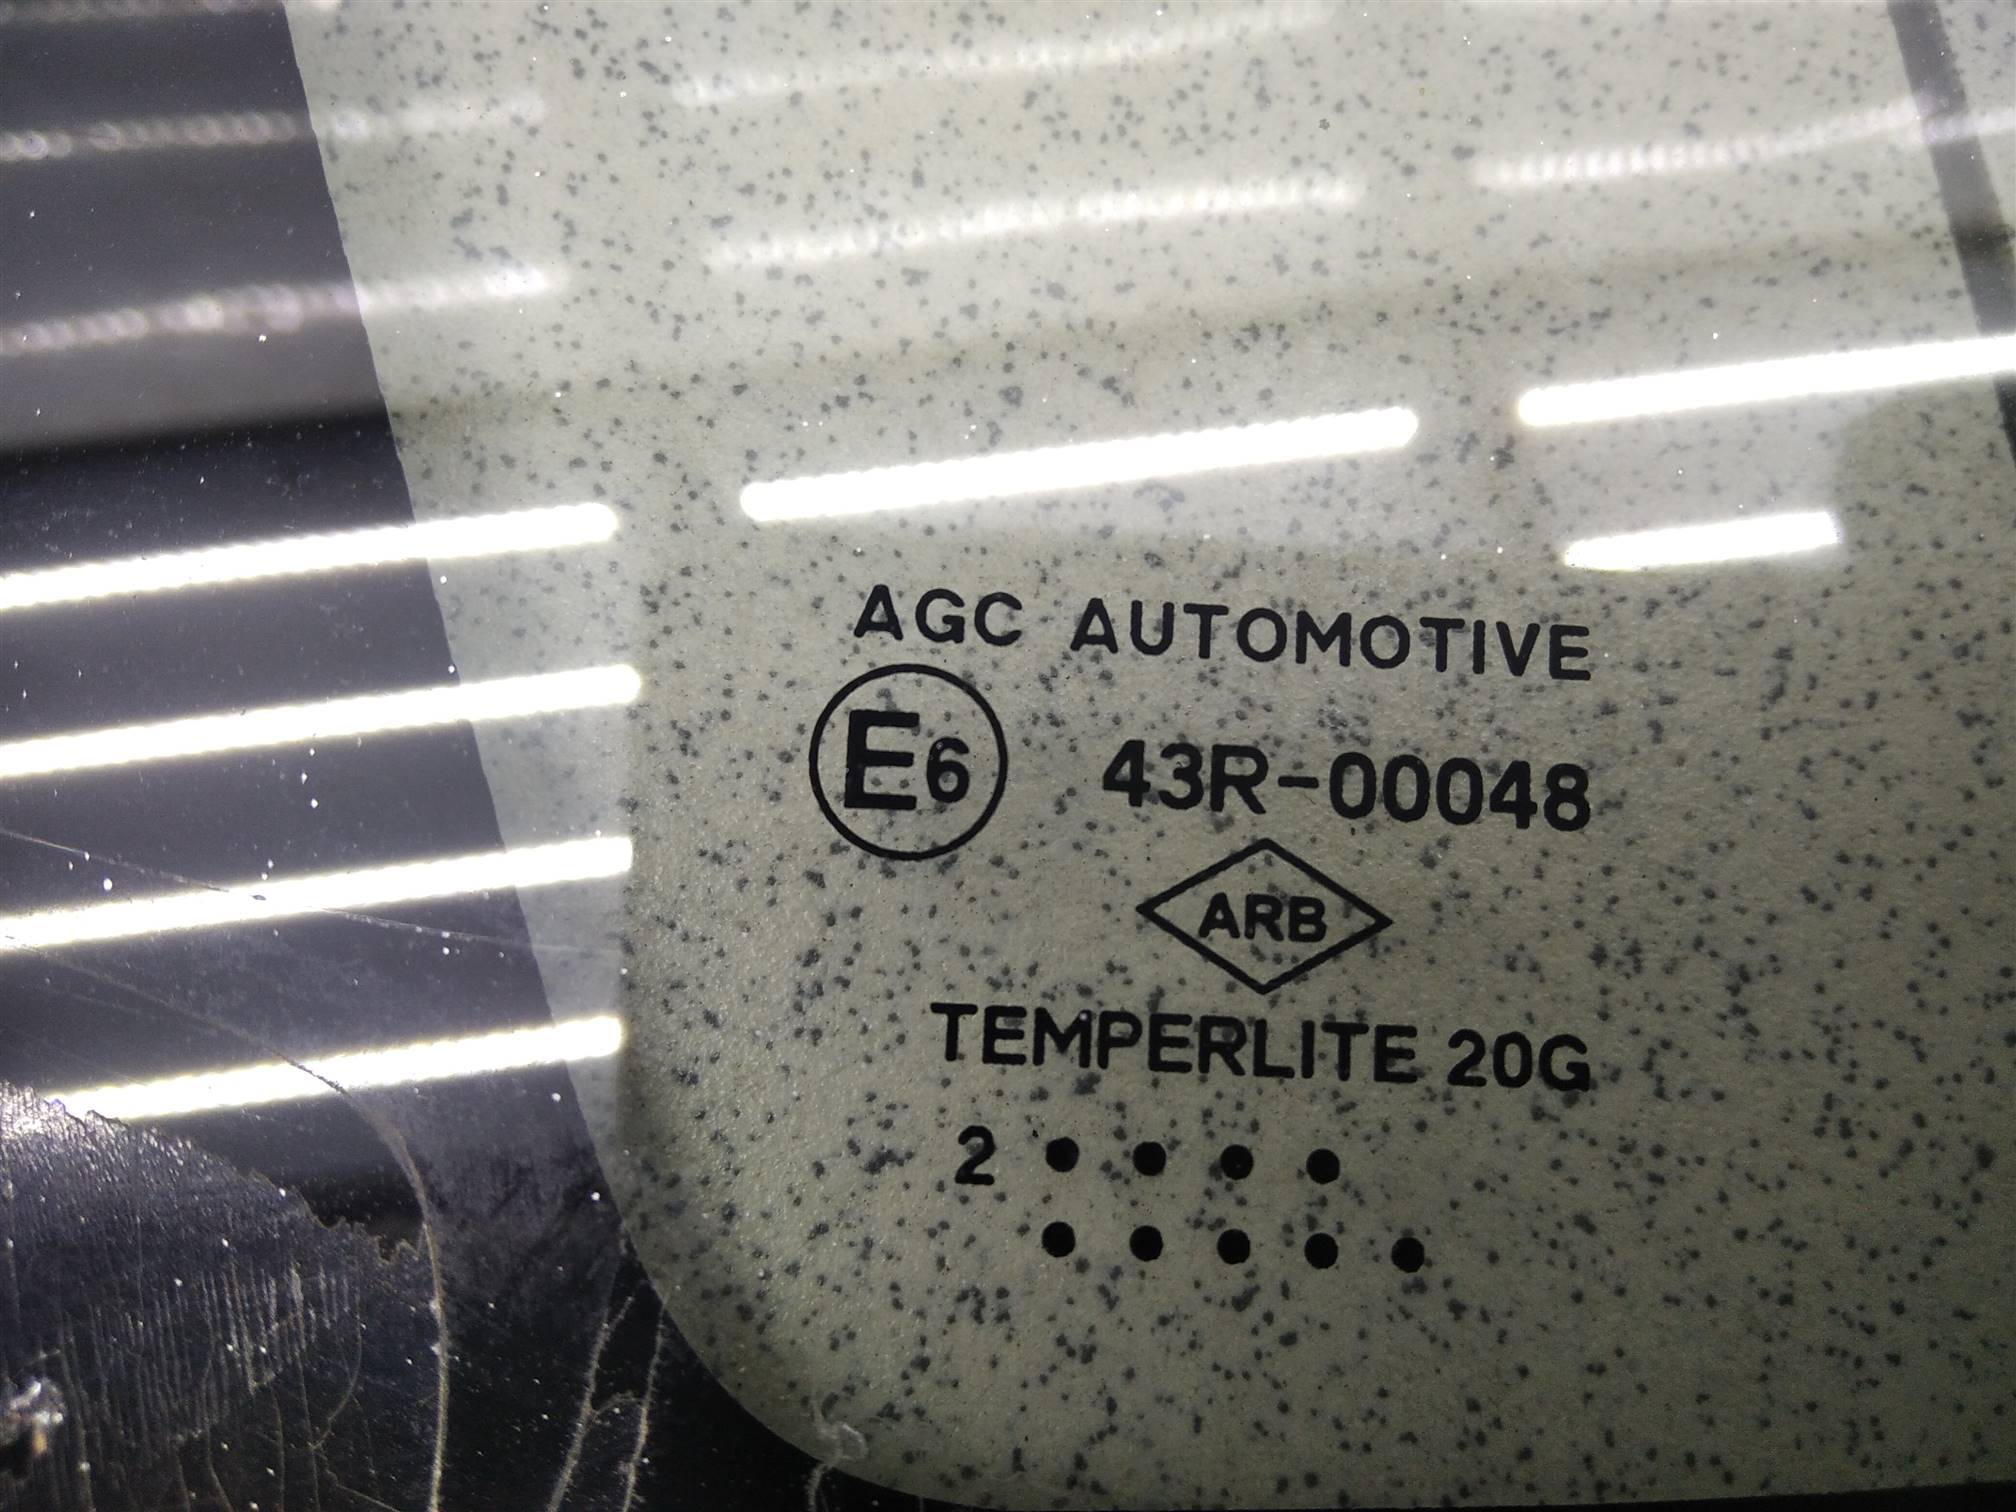 AGC AUTOMOTIVE
E6 43R-00048
ARB
TEMPERLITE 20G
2 • • • •
• • • • •